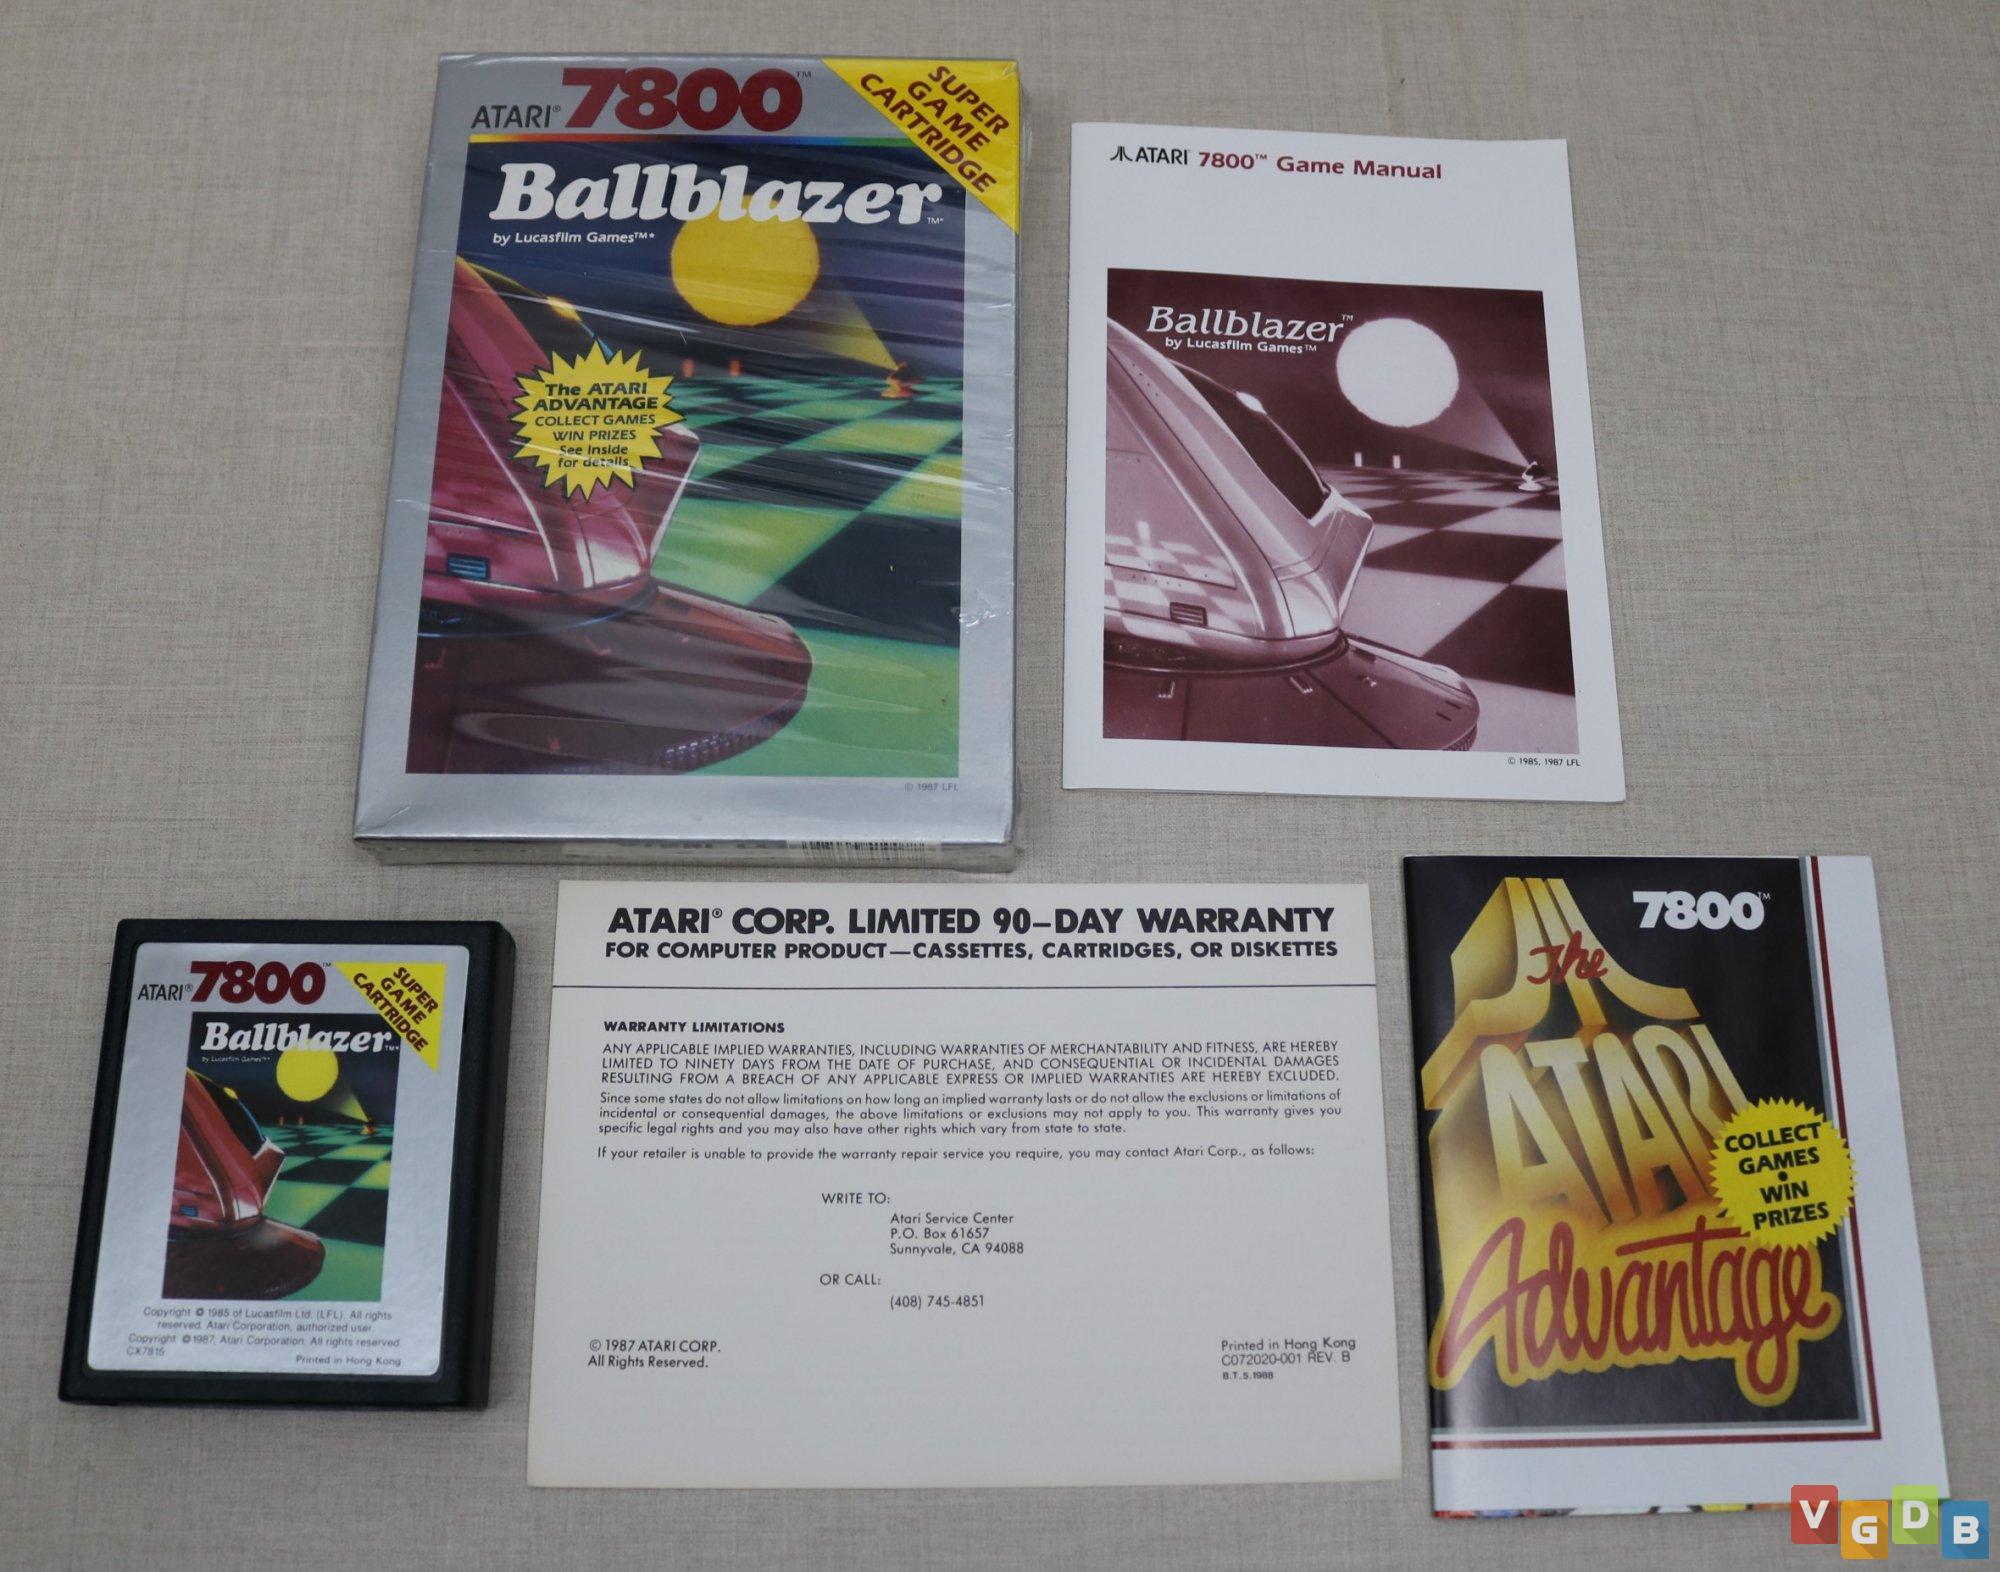 ATARI® 7800™
SUPER
GAME
CARTRIDGE
Ballblazer™*
by Lucasfilm Games™*
The ATARI
ADVANTAGE
COLLECT GAMES
WIN PRIZES
See Inside
for details
© 1987 LFL
ATARI 7800™ Game Manual
Ballblazer™
by Lucasfilm Games™
© 1985, 1987 LFL
ATARI® 7800™
SUPER
GAME
CARTRIDGE
Ballblazer™*
by Lucasfilm Games™*
Copyright © 1985 of Lucasfilm Ltd. (LFL). All rights
reserved. Atari Corporation, authorized user.
Copyright © 1987, Atari Corporation. All rights reserved.
CX7815
Printed in Hong Kong
ATARI® CORP. LIMITED 90–DAY WARRANTY
FOR COMPUTER PRODUCT—CASSETTES, CARTRIDGES, OR DISKETTES
WARRANTY LIMITATIONS
ANY APPLICABLE IMPLIED WARRANTIES, INCLUDING WARRANTIES OF MERCHANTABILITY AND FITNESS, ARE HEREBY
LIMITED TO NINETY DAYS FROM THE DATE OF PURCHASE, AND CONSEQUENTIAL OR INCIDENTAL DAMAGES
RESULTING FROM A BREACH OF ANY APPLICABLE EXPRESS OR IMPLIED WARRANTIES ARE HEREBY EXCLUDED.
Since some states do not allow limitations on how long an implied warranty lasts or do not allow the exclusions or limitations of
incidental or consequential damages, the above limitations or exclusions may not apply to you. This warranty gives you
specific legal rights and you may also have other rights which vary from state to state.
If your retailer is unable to provide the warranty repair service you require, you may contact Atari Corp., as follows:
WRITE TO:
Atari Service Center
P.O. Box 61657
Sunnyvale, CA 94088
OR CALL:
(408) 745-4851
© 1987 ATARI CORP.
All Rights Reserved.
Printed in Hong Kong
C072020-001 REV. B
B.T.5.1988
7800™
The
ATARI
Advantage
COLLECT
GAMES
•
WIN
PRIZES
VGDB